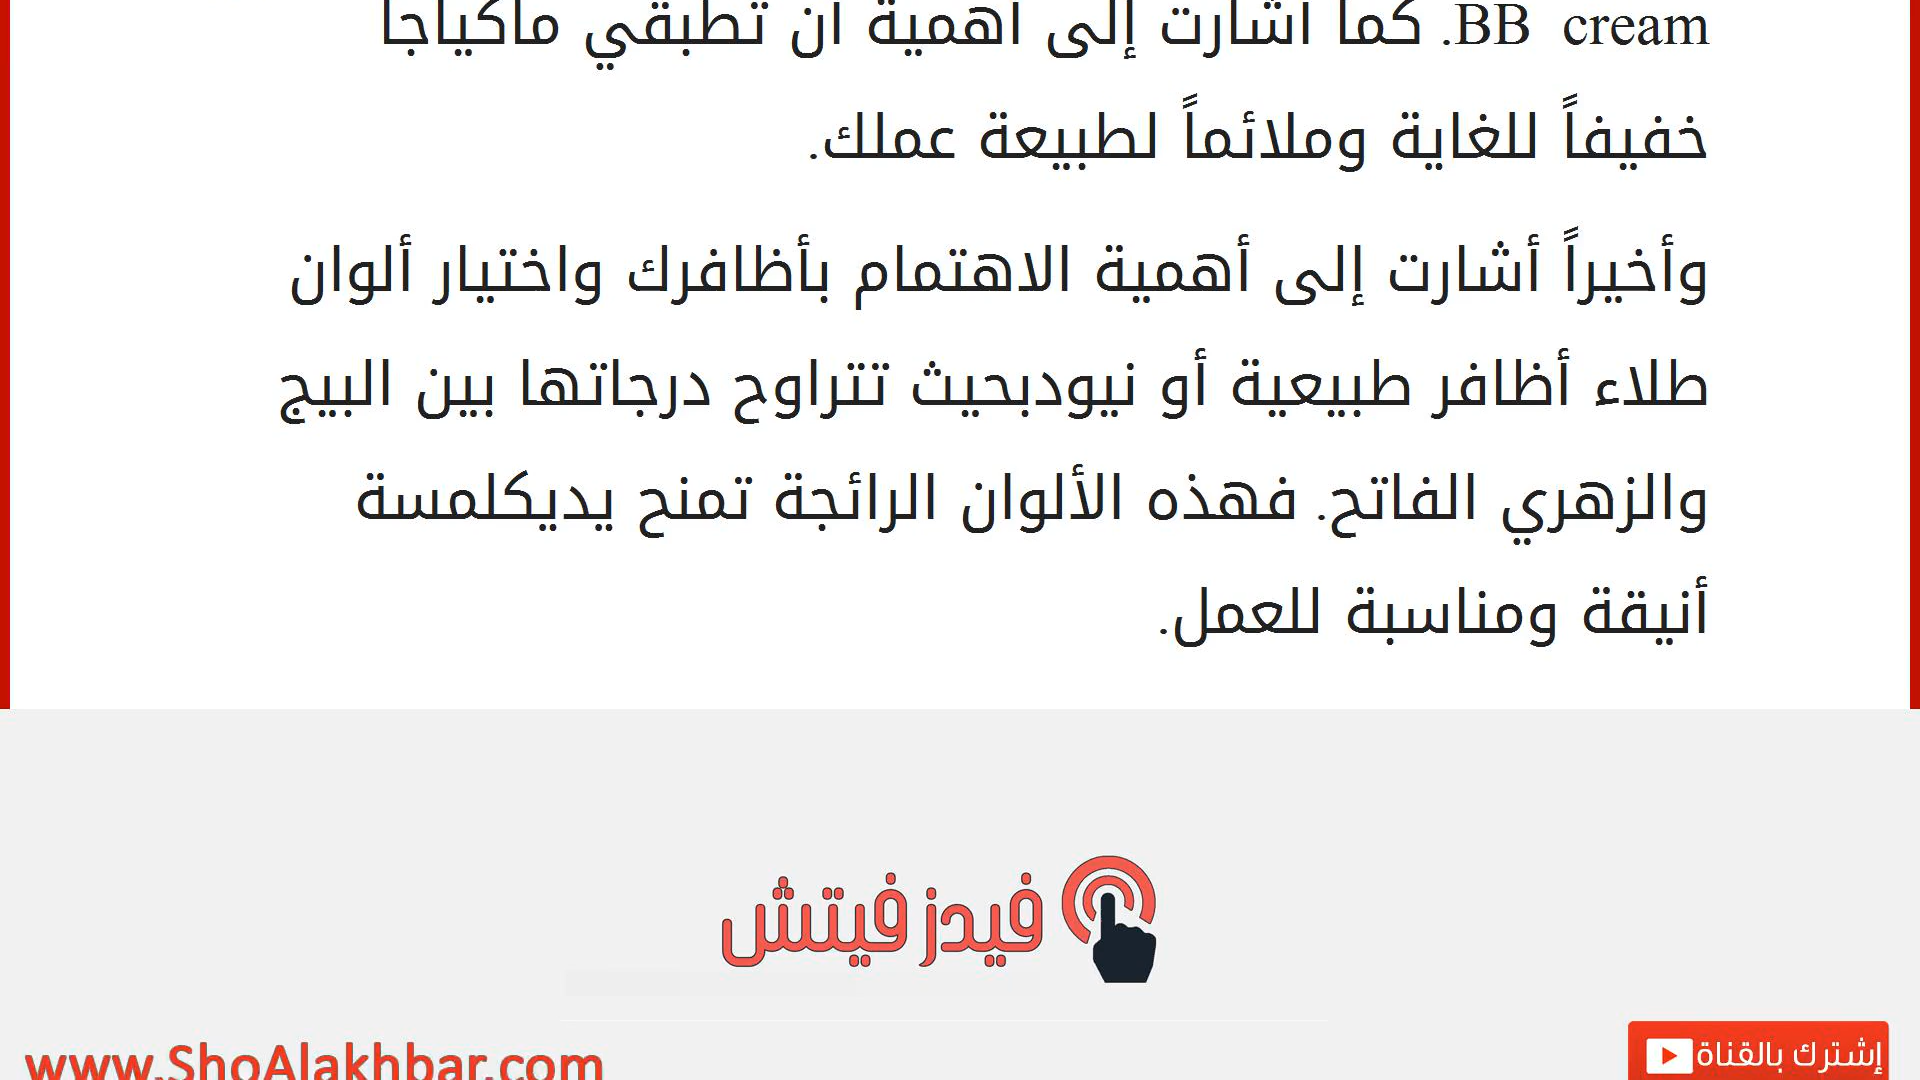 BB cream. كما أشارت إلى أهمية أن تطبقي ماكياجاً
خفيفاً للغاية وملائماً لطبيعة عملك.
وأخيراً أشارت إلى أهمية الاهتمام بأظافرك واختيار ألوان
طلاء أظافر طبيعية أو نيودبحيث تتراوح درجاتها بين البيج
والزهري الفاتح. فهذه الألوان الرائجة تمنح يديكلمسة
أنيقة ومناسبة للعمل.
فيدز فيتش
www.ShoAlakhbar.com
إشترك بالقناة